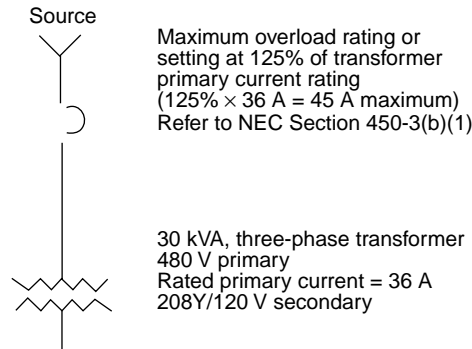 Source
Maximum overload rating or
setting at 125% of transformer
primary current rating
(125% × 36 A = 45 A maximum)
Refer to NEC Section 450-3(b)(1)
30 kVA, three-phase transformer
480 V primary
Rated primary current = 36 A
208Y/120 V secondary